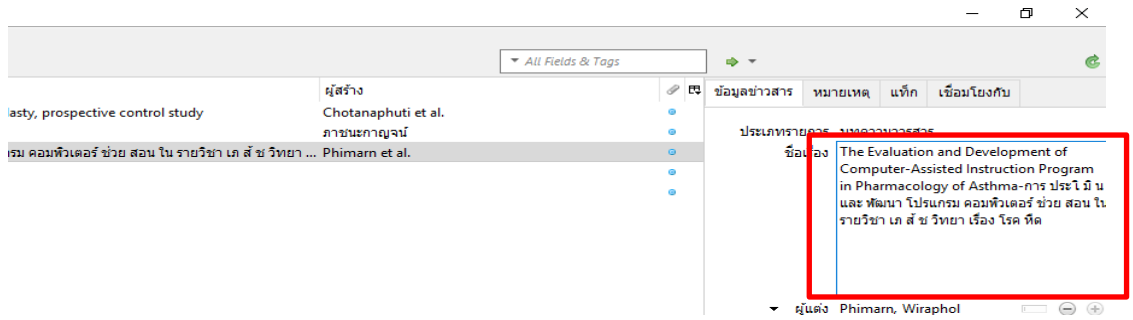 All Fields & Tags
ผู้สร้าง
ข้อมูลข่าวสาร หมายเหตุ แท็ก เชื่อมโยงกับ
lasty, prospective control study Chotanaphuti et al.
ภาชนะกาญจน์
รม คอมพิวเตอร์ ช่วย สอน ใน รายวิชา เภ สั ช วิทยา ... Phimarn et al.
ประเภทรายการ บทความวารสาร
ชื่อเรื่อง The Evaluation and Development of
Computer-Assisted Instruction Program
in Pharmacology of Asthma-การ ประเ มิ น
และ พัฒนา โปรแกรม คอมพิวเตอร์ ช่วย สอน ใน
รายวิชา เภ สั ช วิทยา เรื่อง โรค หืด
ผู้แต่ง Phimarn, Wiraphol